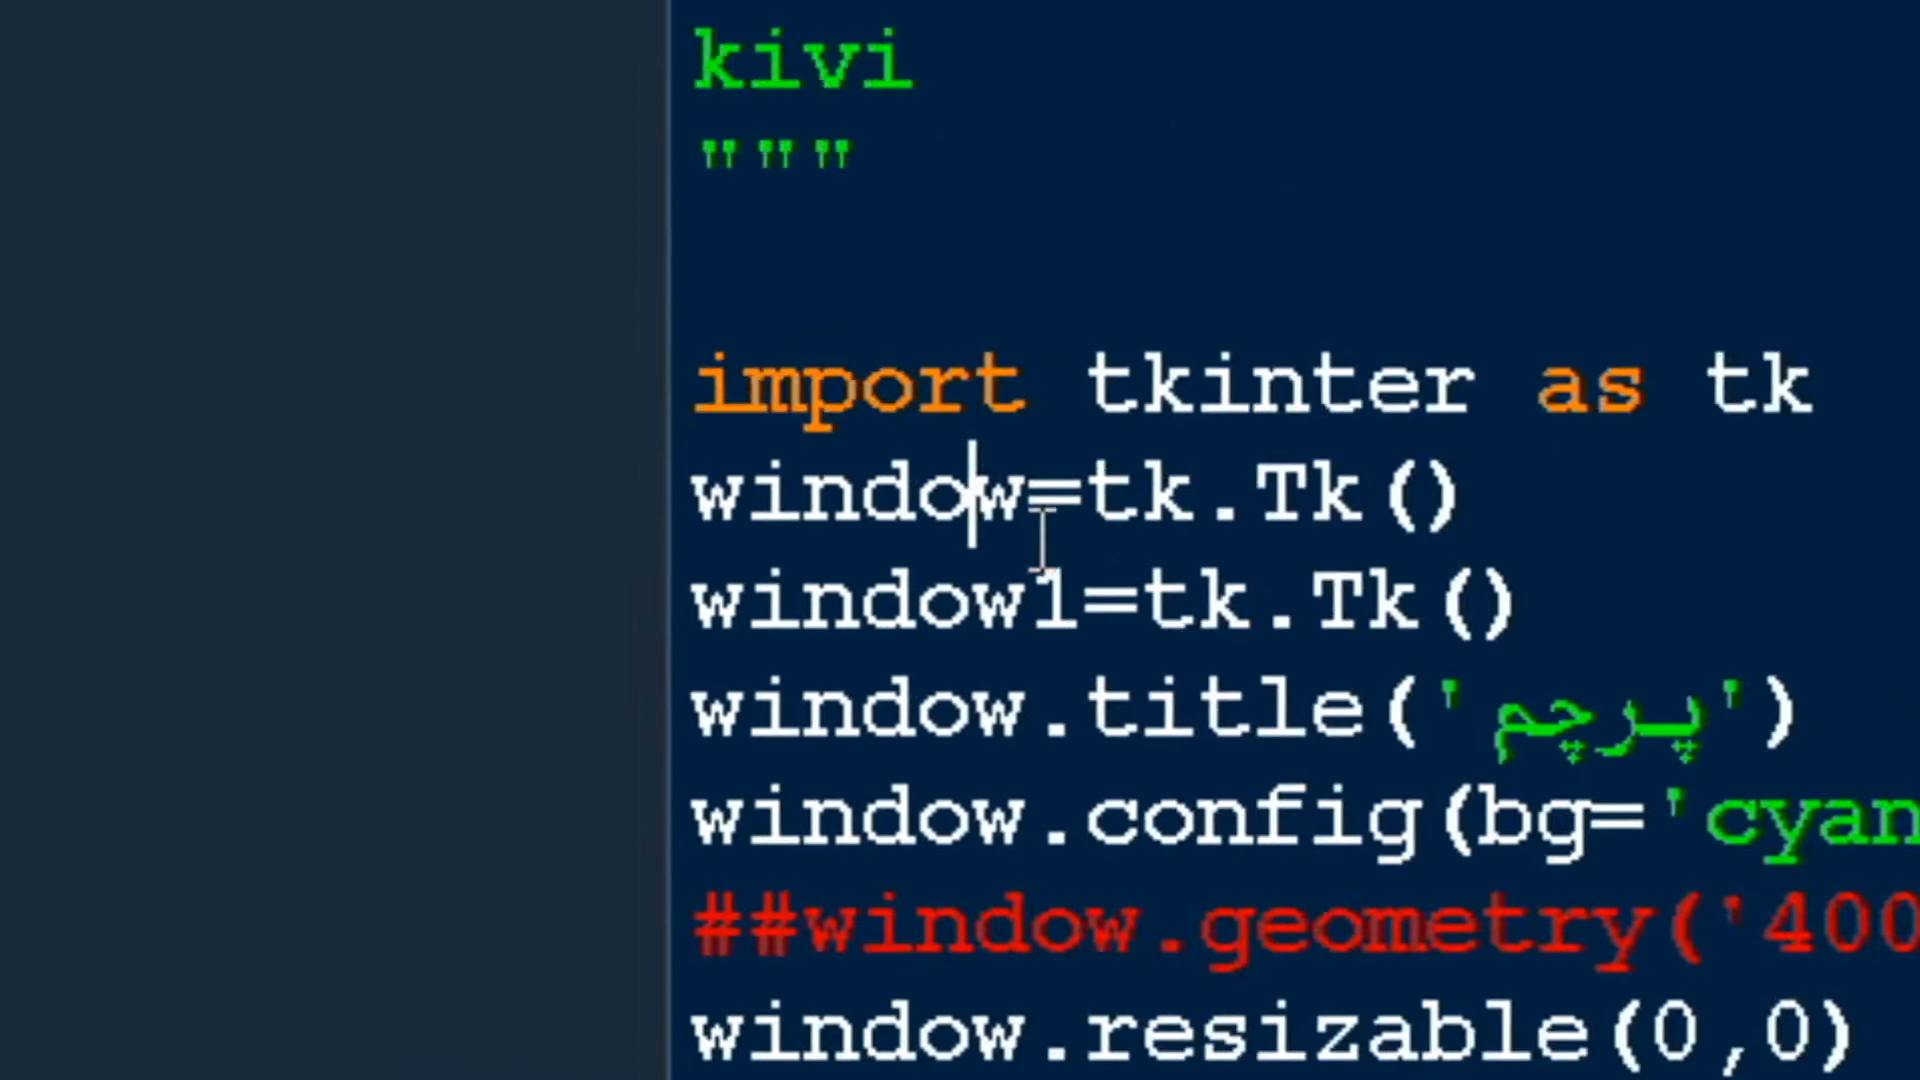 kivi
"""
import tkinter as tk
window=tk.Tk()
window1=tk.Tk()
window.title('پرچم')
window.config(bg='cyan
##window.geometry('400
window.resizable(0,0)